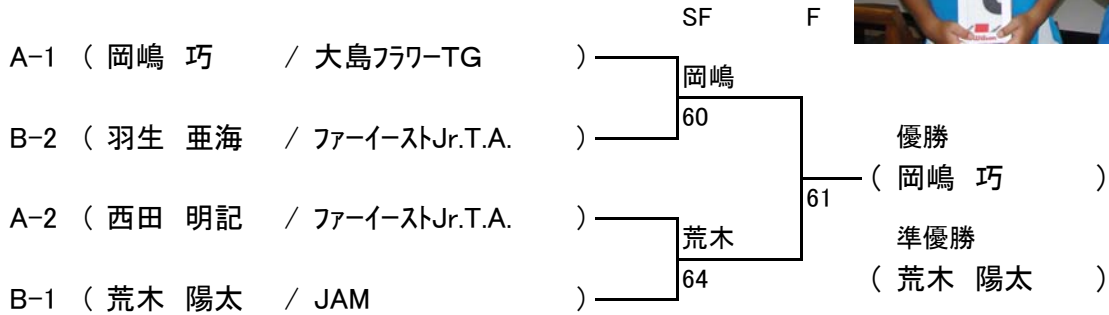 SF F
A-1 ( 岡嶋 巧 / 大島フラワーTG )
岡嶋
60
B-2 ( 羽生 亜海 / ファーイーストJr.T.A. )
優勝
( 岡嶋 巧 )
61
A-2 ( 西田 明記 / ファーイーストJr.T.A. )
荒木
準優勝
64
( 荒木 陽太 )
B-1 ( 荒木 陽太 / JAM )